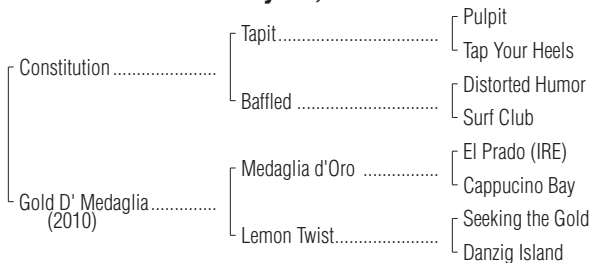 Pulpit
Tapit
Tap Your Heels
Constitution
Distorted Humor
Baffled
Surf Club
El Prado (IRE)
Medaglia d'Oro
Cappucino Bay
Gold D' Medaglia
(2010)
Seeking the Gold
Lemon Twist
Danzig Island